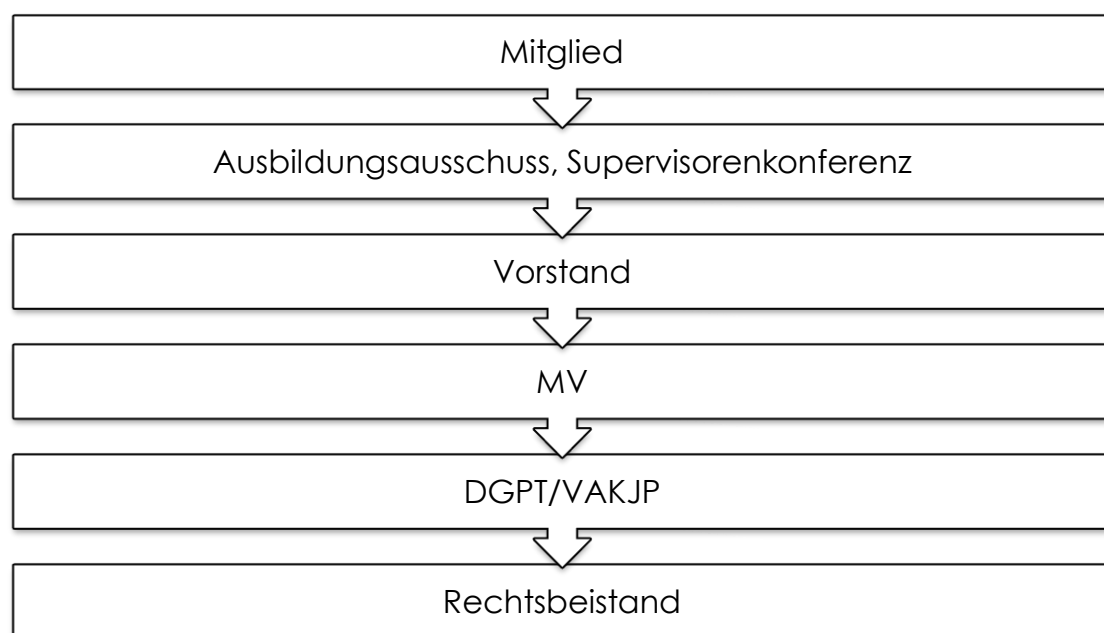 Mitglied
Ausbildungsausschuss, Supervisorenkonferenz
Vorstand
MV
DGPT/VAKJP
Rechtsbeistand